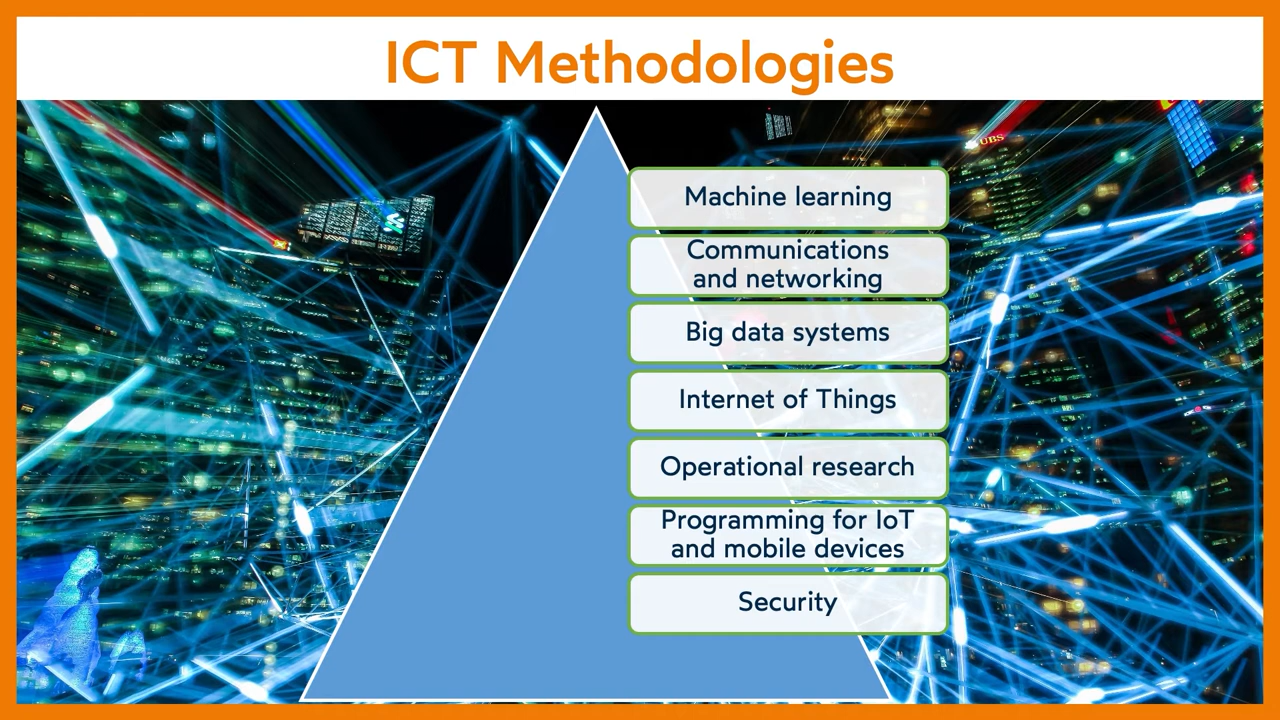 ICT Methodologies
UBS
Machine learning
Communications
and networking
Big data systems
Internet of Things
Operational research
Programming for IoT
and mobile devices
Security